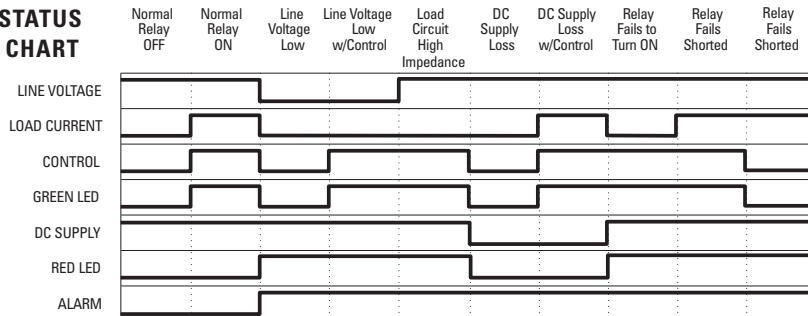 STATUS
CHART
Normal
Relay
OFF
Normal
Relay
ON
Line
Voltage
Low
Line Voltage
Low
w/Control
Load
Circuit
High
Impedance
DC
Supply
Loss
DC Supply
Loss
w/Control
Relay
Fails to
Turn ON
Relay
Fails
Shorted
Relay
Fails
Shorted
LINE VOLTAGE
LOAD CURRENT
CONTROL
GREEN LED
DC SUPPLY
RED LED
ALARM